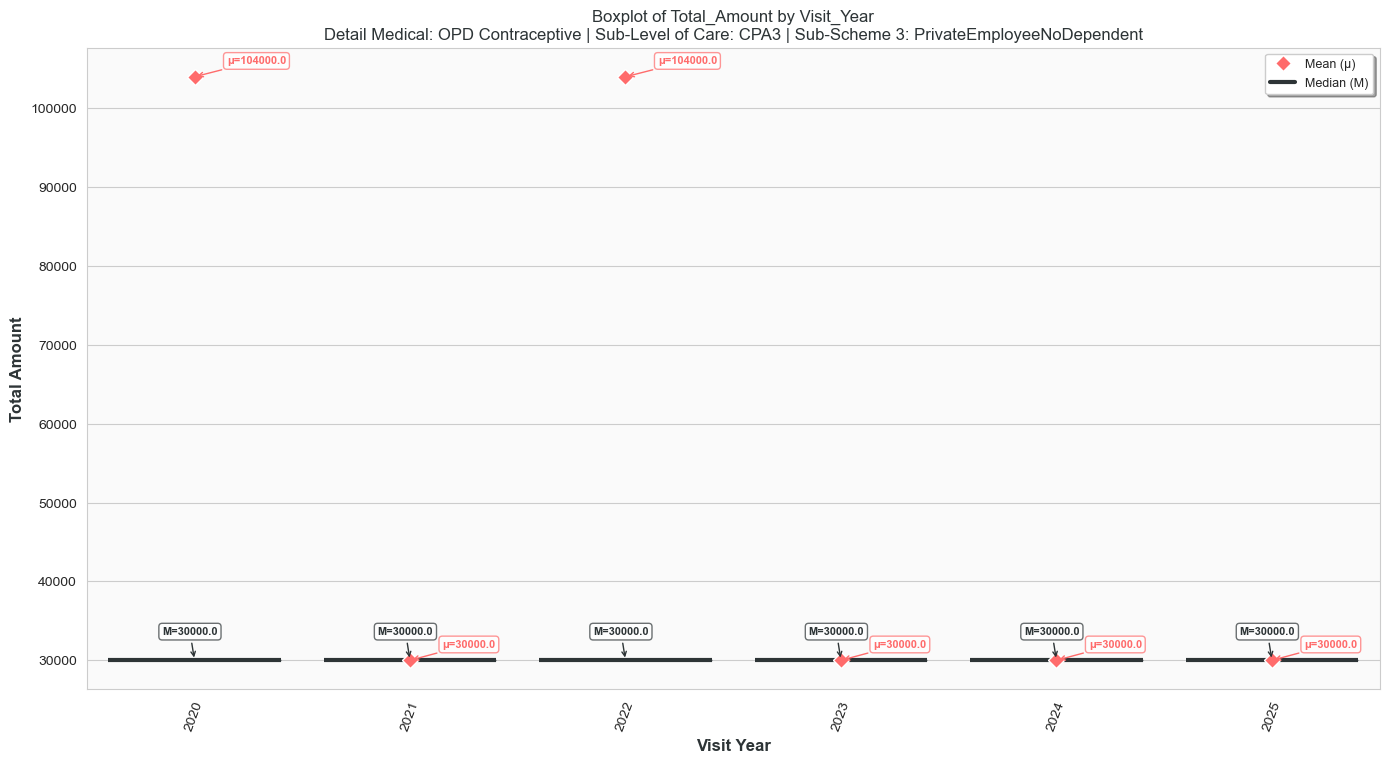 Boxplot of Total_Amount by Visit_Year
Detail Medical: OPD Contraceptive | Sub-Level of Care: CPA3 | Sub-Scheme 3: PrivateEmployeeNoDependent
μ=104000.0
μ=104000.0
Mean (μ)
Median (M)
100000
90000
80000
70000
60000
50000
40000
30000
Total Amount
M=30000.0
M=30000.0
M=30000.0
M=30000.0
M=30000.0
M=30000.0
μ=30000.0
μ=30000.0
μ=30000.0
μ=30000.0
2020
2021
2022
2023
2024
2025
Visit Year